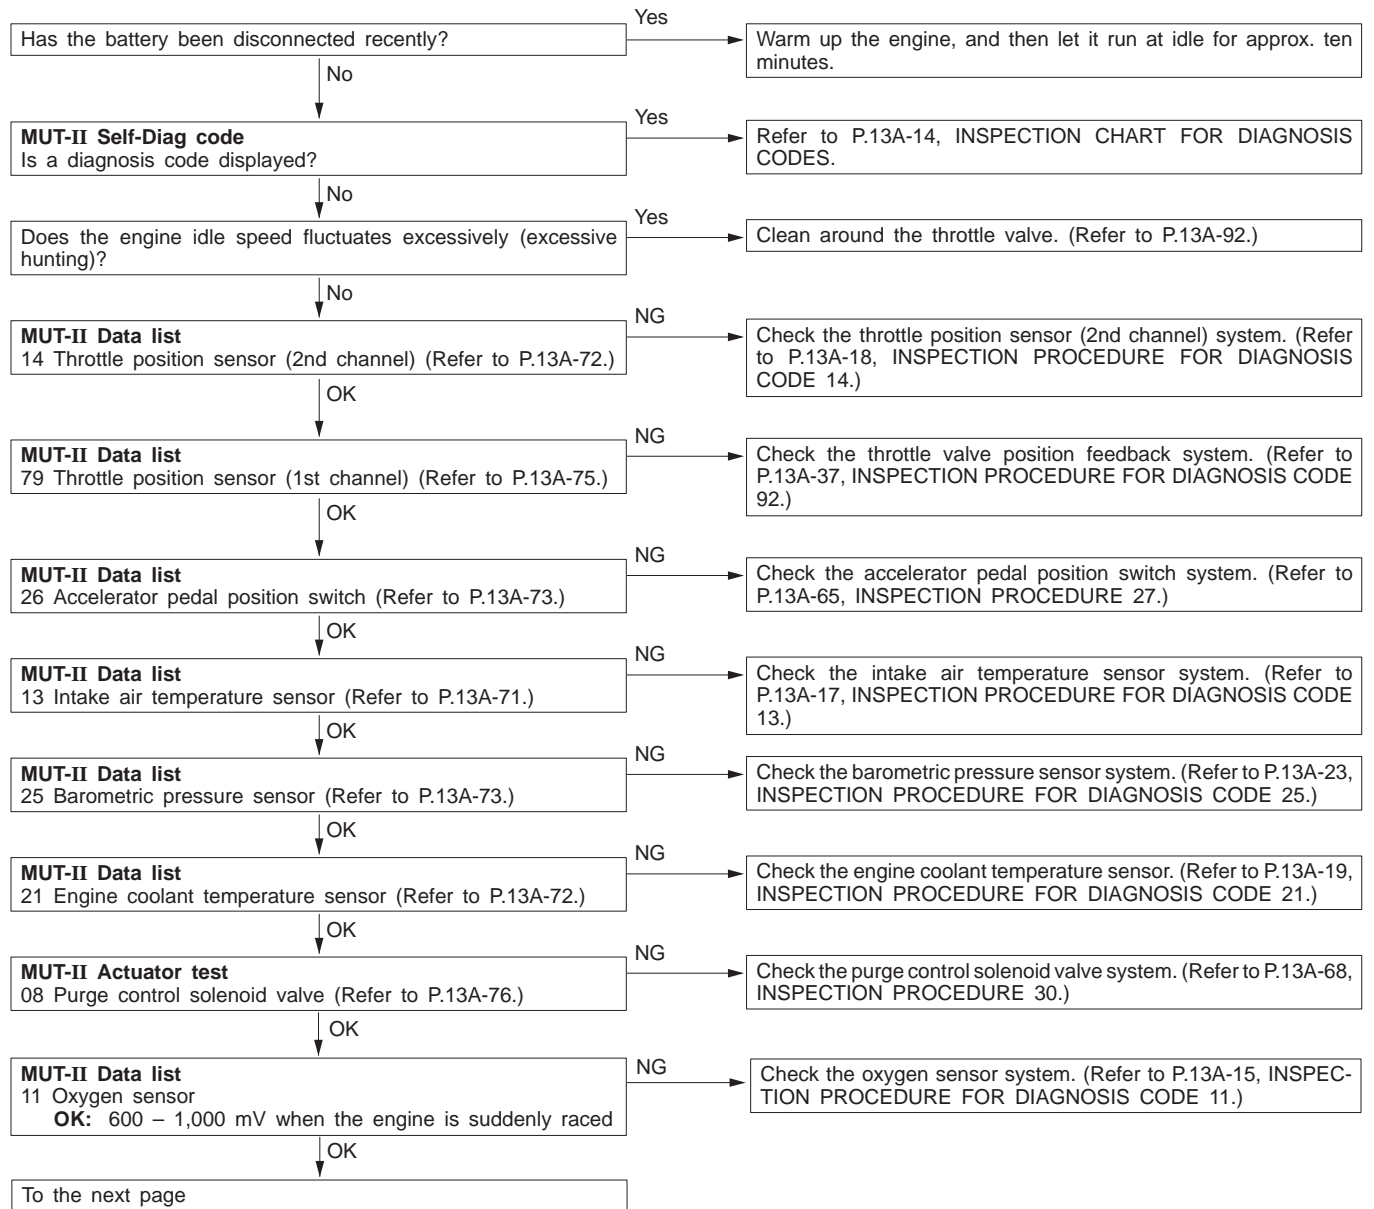 Has the battery been disconnected recently?
Yes
Warm up the engine, and then let it run at idle for approx. ten
minutes.
No
MUT-II Self-Diag code
Is a diagnosis code displayed?
Yes
Refer to P.13A-14, INSPECTION CHART FOR DIAGNOSIS
CODES.
No
Does the engine idle speed fluctuates excessively (excessive
hunting)?
Yes
Clean around the throttle valve. (Refer to P.13A-92.)
No
MUT-II Data list
14 Throttle position sensor (2nd channel) (Refer to P.13A-72.)
NG
Check the throttle position sensor (2nd channel) system. (Refer
to P.13A-18, INSPECTION PROCEDURE FOR DIAGNOSIS
CODE 14.)
OK
MUT-II Data list
79 Throttle position sensor (1st channel) (Refer to P.13A-75.)
NG
Check the throttle valve position feedback system. (Refer to
P.13A-37, INSPECTION PROCEDURE FOR DIAGNOSIS CODE
92.)
OK
MUT-II Data list
26 Accelerator pedal position switch (Refer to P.13A-73.)
NG
Check the accelerator pedal position switch system. (Refer to
P.13A-65, INSPECTION PROCEDURE 27.)
OK
MUT-II Data list
13 Intake air temperature sensor (Refer to P.13A-71.)
NG
Check the intake air temperature sensor system. (Refer to
P.13A-17, INSPECTION PROCEDURE FOR DIAGNOSIS CODE
13.)
OK
MUT-II Data list
25 Barometric pressure sensor (Refer to P.13A-73.)
NG
Check the barometric pressure sensor system. (Refer to P.13A-23,
INSPECTION PROCEDURE FOR DIAGNOSIS CODE 25.)
OK
MUT-II Data list
21 Engine coolant temperature sensor (Refer to P.13A-72.)
NG
Check the engine coolant temperature sensor. (Refer to P.13A-19,
INSPECTION PROCEDURE FOR DIAGNOSIS CODE 21.)
OK
MUT-II Actuator test
08 Purge control solenoid valve (Refer to P.13A-76.)
NG
Check the purge control solenoid valve system. (Refer to P.13A-68,
INSPECTION PROCEDURE 30.)
OK
MUT-II Data list
11 Oxygen sensor
OK: 600 – 1,000 mV when the engine is suddenly raced
NG
Check the oxygen sensor system. (Refer to P.13A-15, INSPEC-
TION PROCEDURE FOR DIAGNOSIS CODE 11.)
OK
To the next page